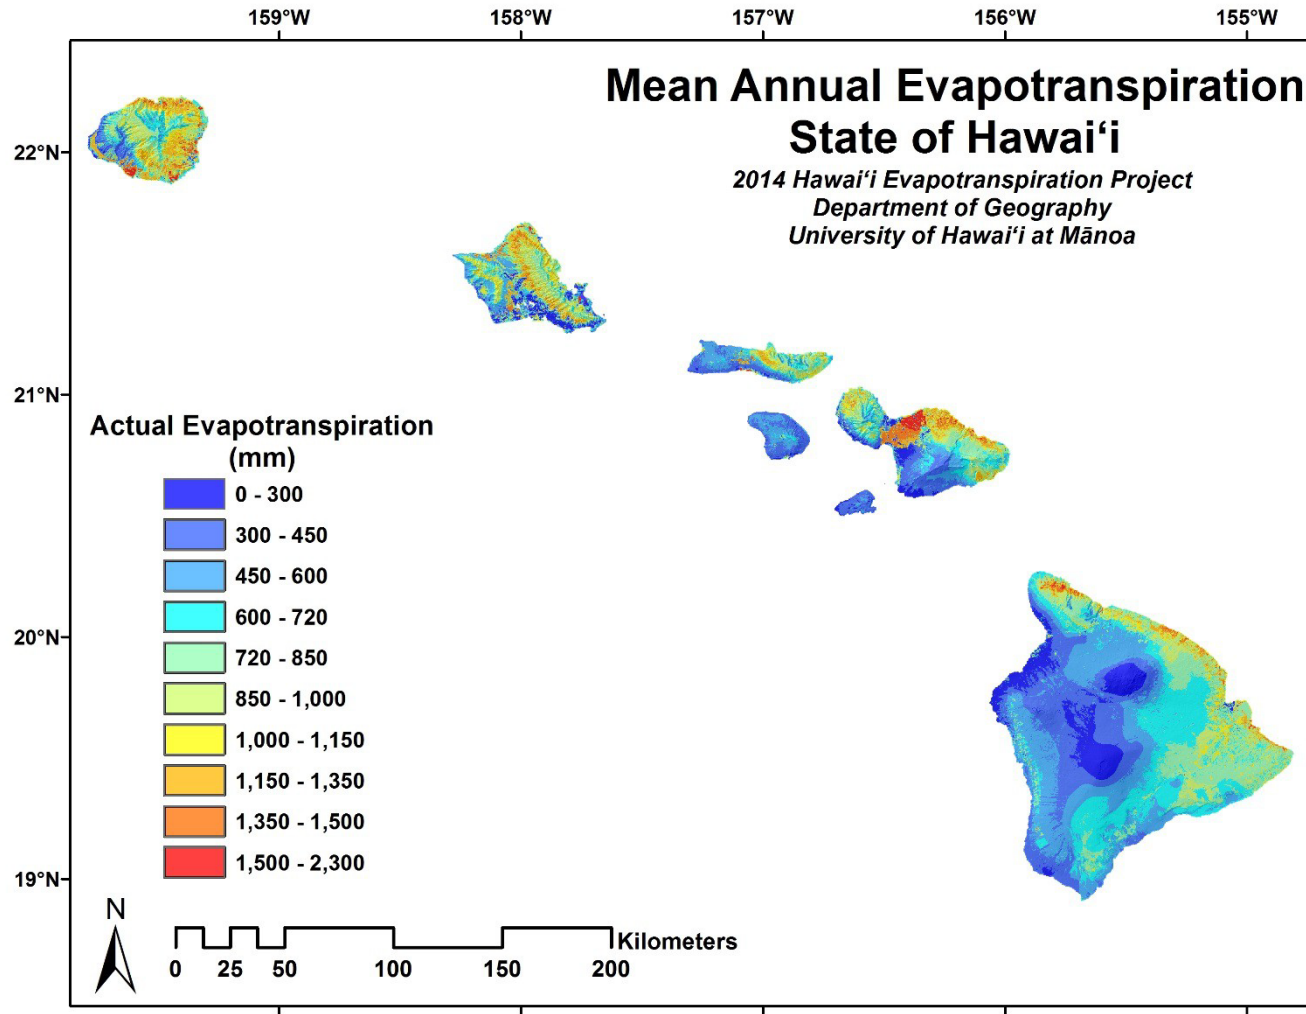 159°W
158°W
157°W
156°W
155°W
Mean Annual Evapotranspiration
State of Hawai‘i
2014 Hawai‘i Evapotranspiration Project
Department of Geography
University of Hawai‘i at Mānoa
22°N
21°N
20°N
19°N
Actual Evapotranspiration
(mm)
0 - 300
300 - 450
450 - 600
600 - 720
720 - 850
850 - 1,000
1,000 - 1,150
1,150 - 1,350
1,350 - 1,500
1,500 - 2,300
N
Kilometers
0 25 50 100 150 200